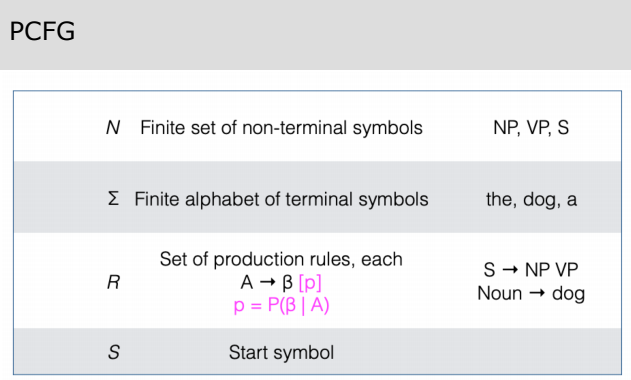 PCFG
N Finite set of non-terminal symbols NP, VP, S
Σ Finite alphabet of terminal symbols the, dog, a
Set of production rules, each
R A → β [p] S → NP VP
p = P(β | A) Noun → dog
S Start symbol